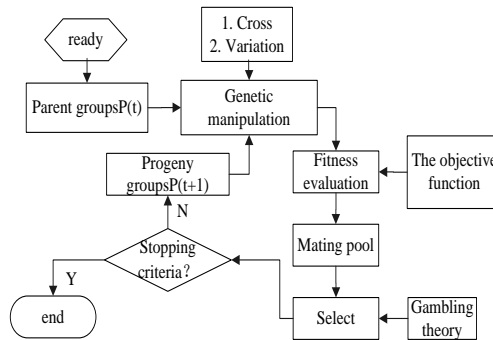 ready
1. Cross
2. Variation
Parent groupsP(t)
Genetic
manipulation
Progeny
groupsP(t+1)
Fitness
evaluation
The objective
function
N
Stopping
criteria?
Mating pool
Y
end
Select
Gambling
theory